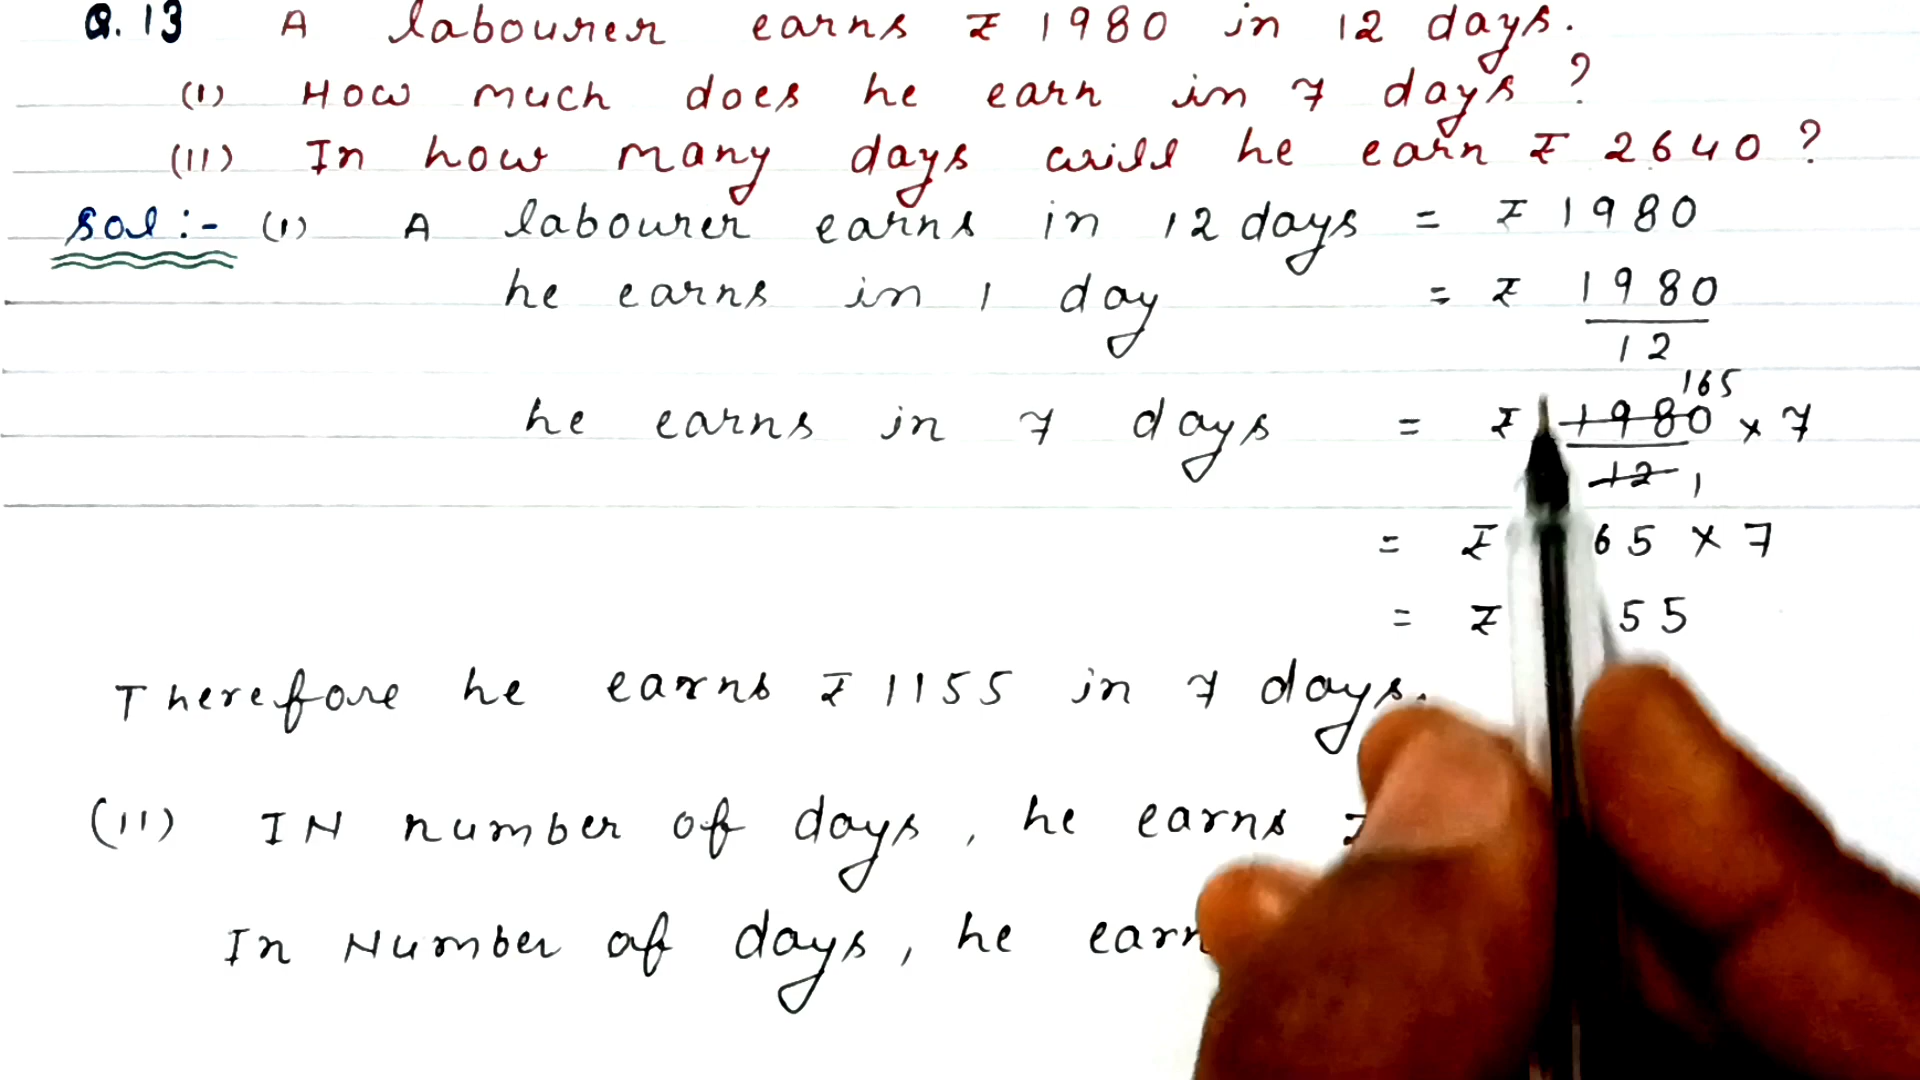 Q.13 A labourer earns ₹ 1980 in 12 days.
(I) How much does he earn in 7 days ?
(II) In how many days will he earn ₹ 2640 ?
Sol :- (I) A labourer earns in 12 days = ₹ 1980
he earns in 1 day = ₹ 1980
12
165
he earns in 7 days = ₹ 1980 × 7
12 1
= ₹ 65 × 7
= ₹ 55
Therefore he earns ₹ 1155 in 7 days.
(II) IN number of days, he earns
In Number of days, he earn